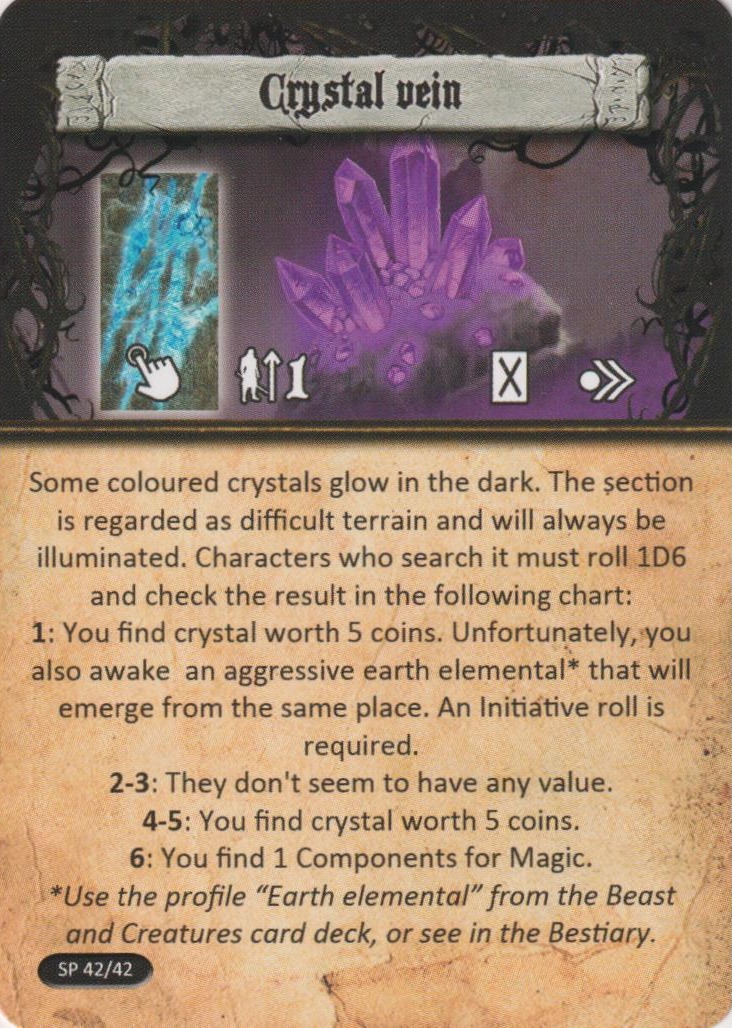 Crystal vein
1
X
Some coloured crystals glow in the dark. The section
is regarded as difficult terrain and will always be
illuminated. Characters who search it must roll 1D6
and check the result in the following chart:
1: You find crystal worth 5 coins. Unfortunately, you
also awake  an aggressive earth elemental* that will
emerge from the same place. An Initiative roll is
required.
2-3: They don't seem to have any value.
4-5: You find crystal worth 5 coins.
6: You find 1 Components for Magic.
*Use the profile “Earth elemental” from the Beast
and Creatures card deck, or see in the Bestiary.
SP 42/42